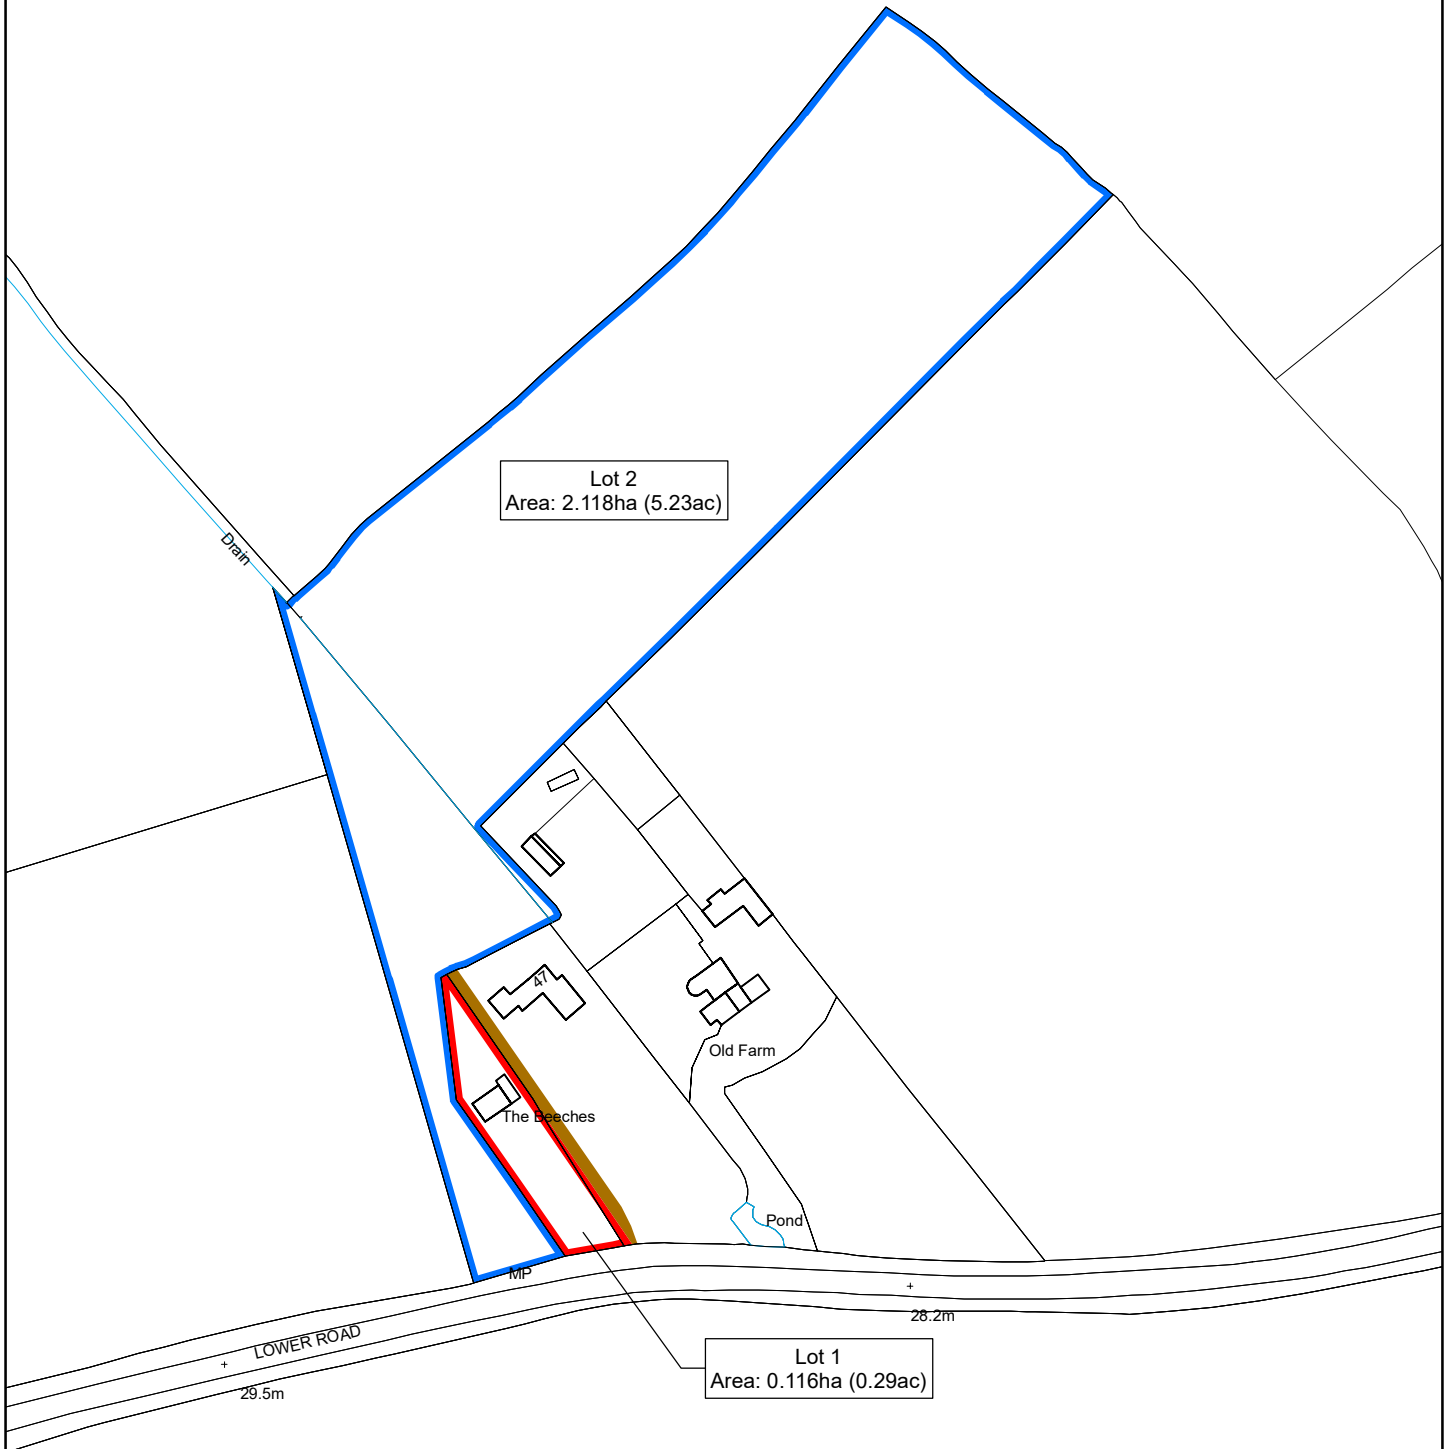 Lot 2
Area: 2.118ha (5.23ac)
Drain
47
Old Farm
The Beeches
Pond
MP
28.2m
LOWER ROAD
Lot 1
Area: 0.116ha (0.29ac)
29.5m